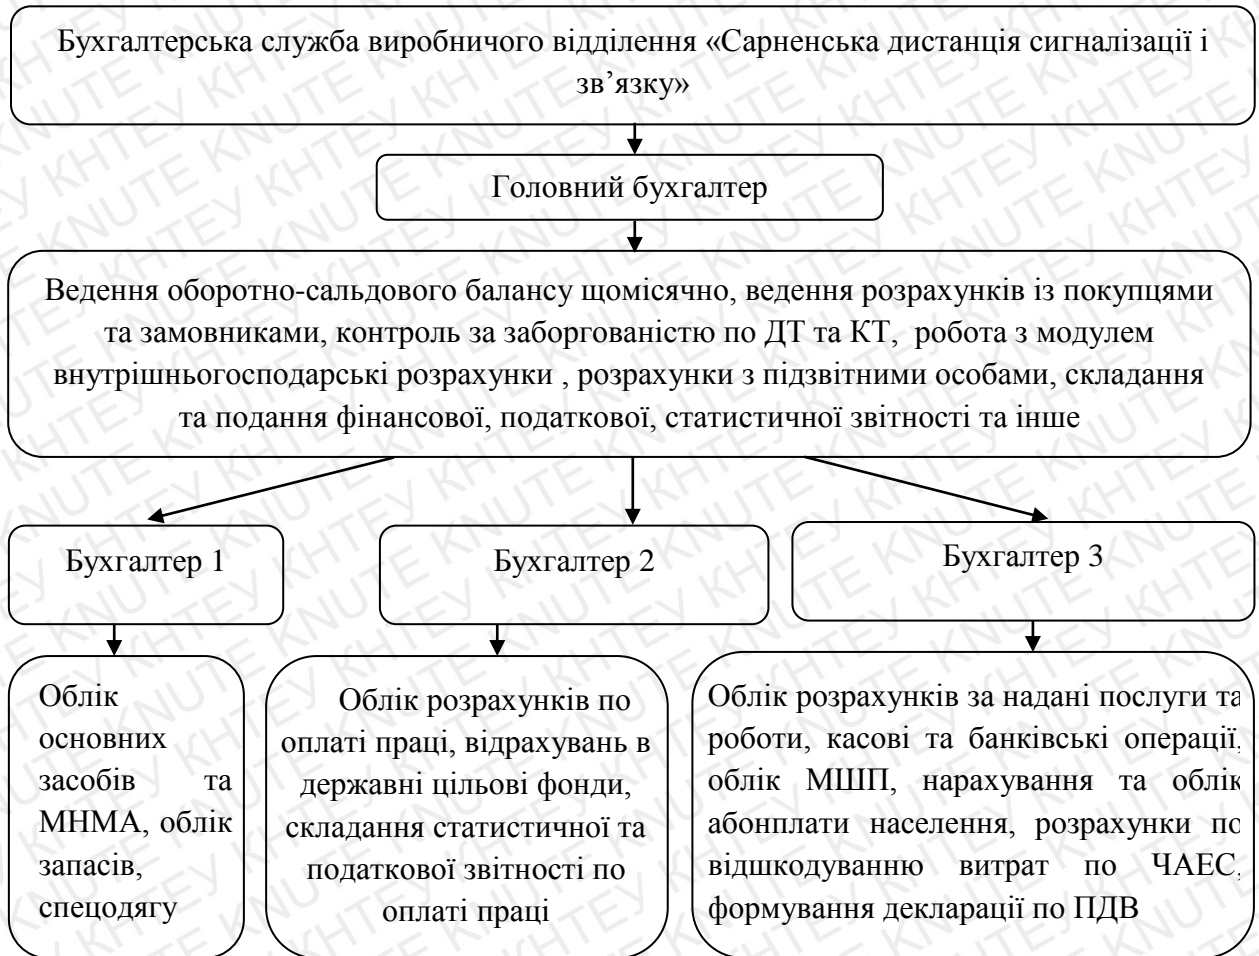 Бухгалтерська служба виробничого відділення «Сарненська дистанція сигналізації і
зв’язку»
Головний бухгалтер
Ведення оборотно-сальдового балансу щомісячно, ведення розрахунків із покупцями
та замовниками, контроль за заборгованістю по ДТ та КТ, робота з модулем
внутрішньогосподарські розрахунки , розрахунки з підзвітними особами, складання
та подання фінансової, податкової, статистичної звітності та інше
Бухгалтер 1
Бухгалтер 2
Бухгалтер 3
Облік
основних
засобів та
МНМА, облік
запасів,
спецодягу
Облік розрахунків по
оплаті праці, відрахувань в
державні цільові фонди,
складання статистичної та
податкової звітності по
оплаті праці
Облік розрахунків за надані послуги та
роботи, касові та банківські операції,
облік МШП, нарахування та облік
абонплати населення, розрахунки по
відшкодуванню витрат по ЧАЕС,
формування декларації по ПДВ